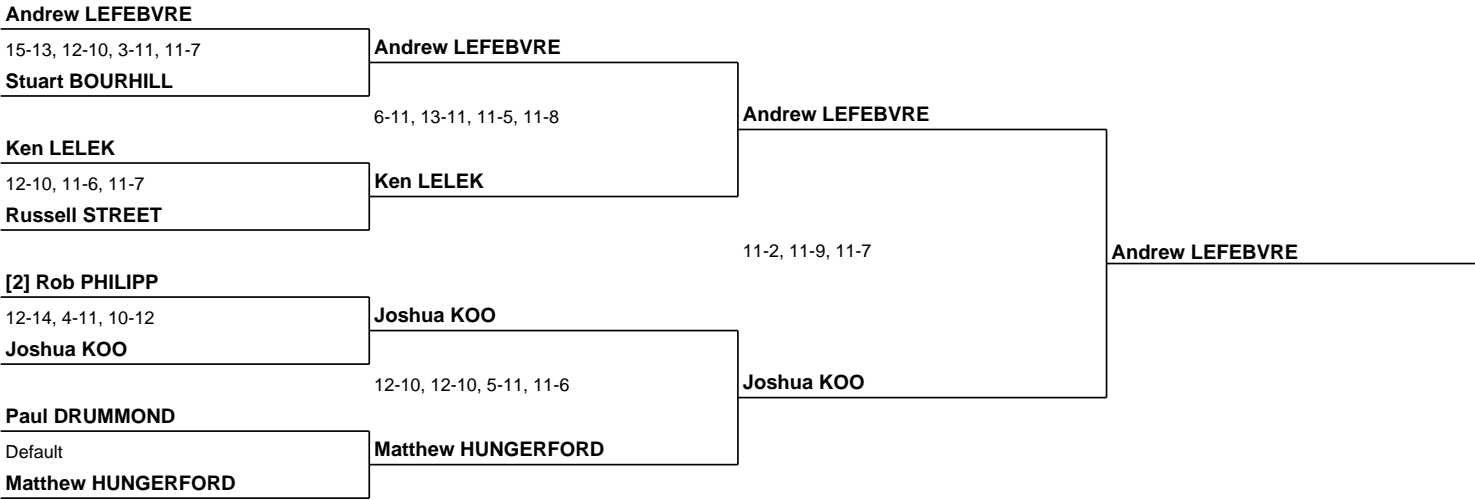 Andrew LEFEBVRE
15-13, 12-10, 3-11, 11-7
Stuart BOURHILL
Ken LELEK
12-10, 11-6, 11-7
Russell STREET
[2] Rob PHILIPP
12-14, 4-11, 10-12
Joshua KOO
Paul DRUMMOND
Default
Matthew HUNGERFORD
Andrew LEFEBVRE
6-11, 13-11, 11-5, 11-8
Ken LELEK
Joshua KOO
12-10, 12-10, 5-11, 11-6
Matthew HUNGERFORD
Andrew LEFEBVRE
11-2, 11-9, 11-7
Joshua KOO
Andrew LEFEBVRE